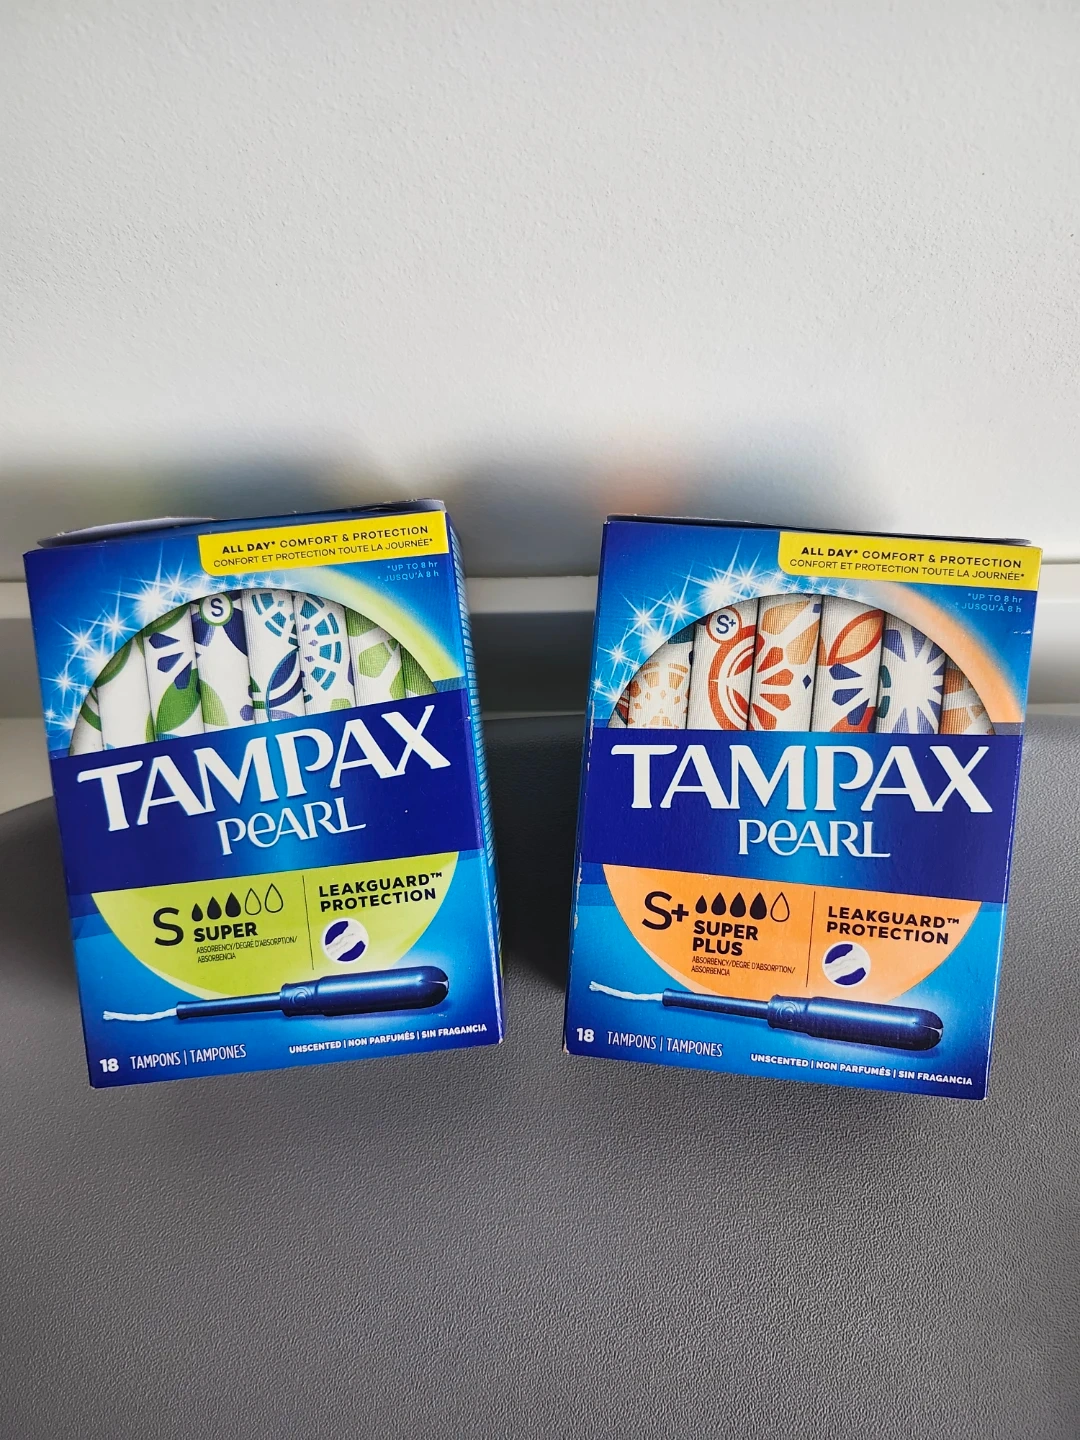 ALL DAY* COMFORT & PROTECTION
CONFORT ET PROTECTION TOUTE LA JOURNÉE*
*UP TO 8 hr
* JUSQU'À 8 h
S
TAMPAX
PEARL
S
SUPER
ABSORBENCY/DEGRÉ D'ABSORPTION/
ABSORBENCIA
LEAKGUARD™
PROTECTION
18 TAMPONS | TAMPONES
UNSCENTED | NON PARFUMÉS | SIN FRAGANCIA
ALL DAY* COMFORT & PROTECTION
CONFORT ET PROTECTION TOUTE LA JOURNÉE*
*UP TO 8 hr
* JUSQU'À 8 h
S+
TAMPAX
PEARL
S+
SUPER
PLUS
ABSORBENCY/DEGRÉ D'ABSORPTION/
ABSORBENCIA
LEAKGUARD™
PROTECTION
18 TAMPONS | TAMPONES
UNSCENTED | NON PARFUMÉS | SIN FRAGANCIA